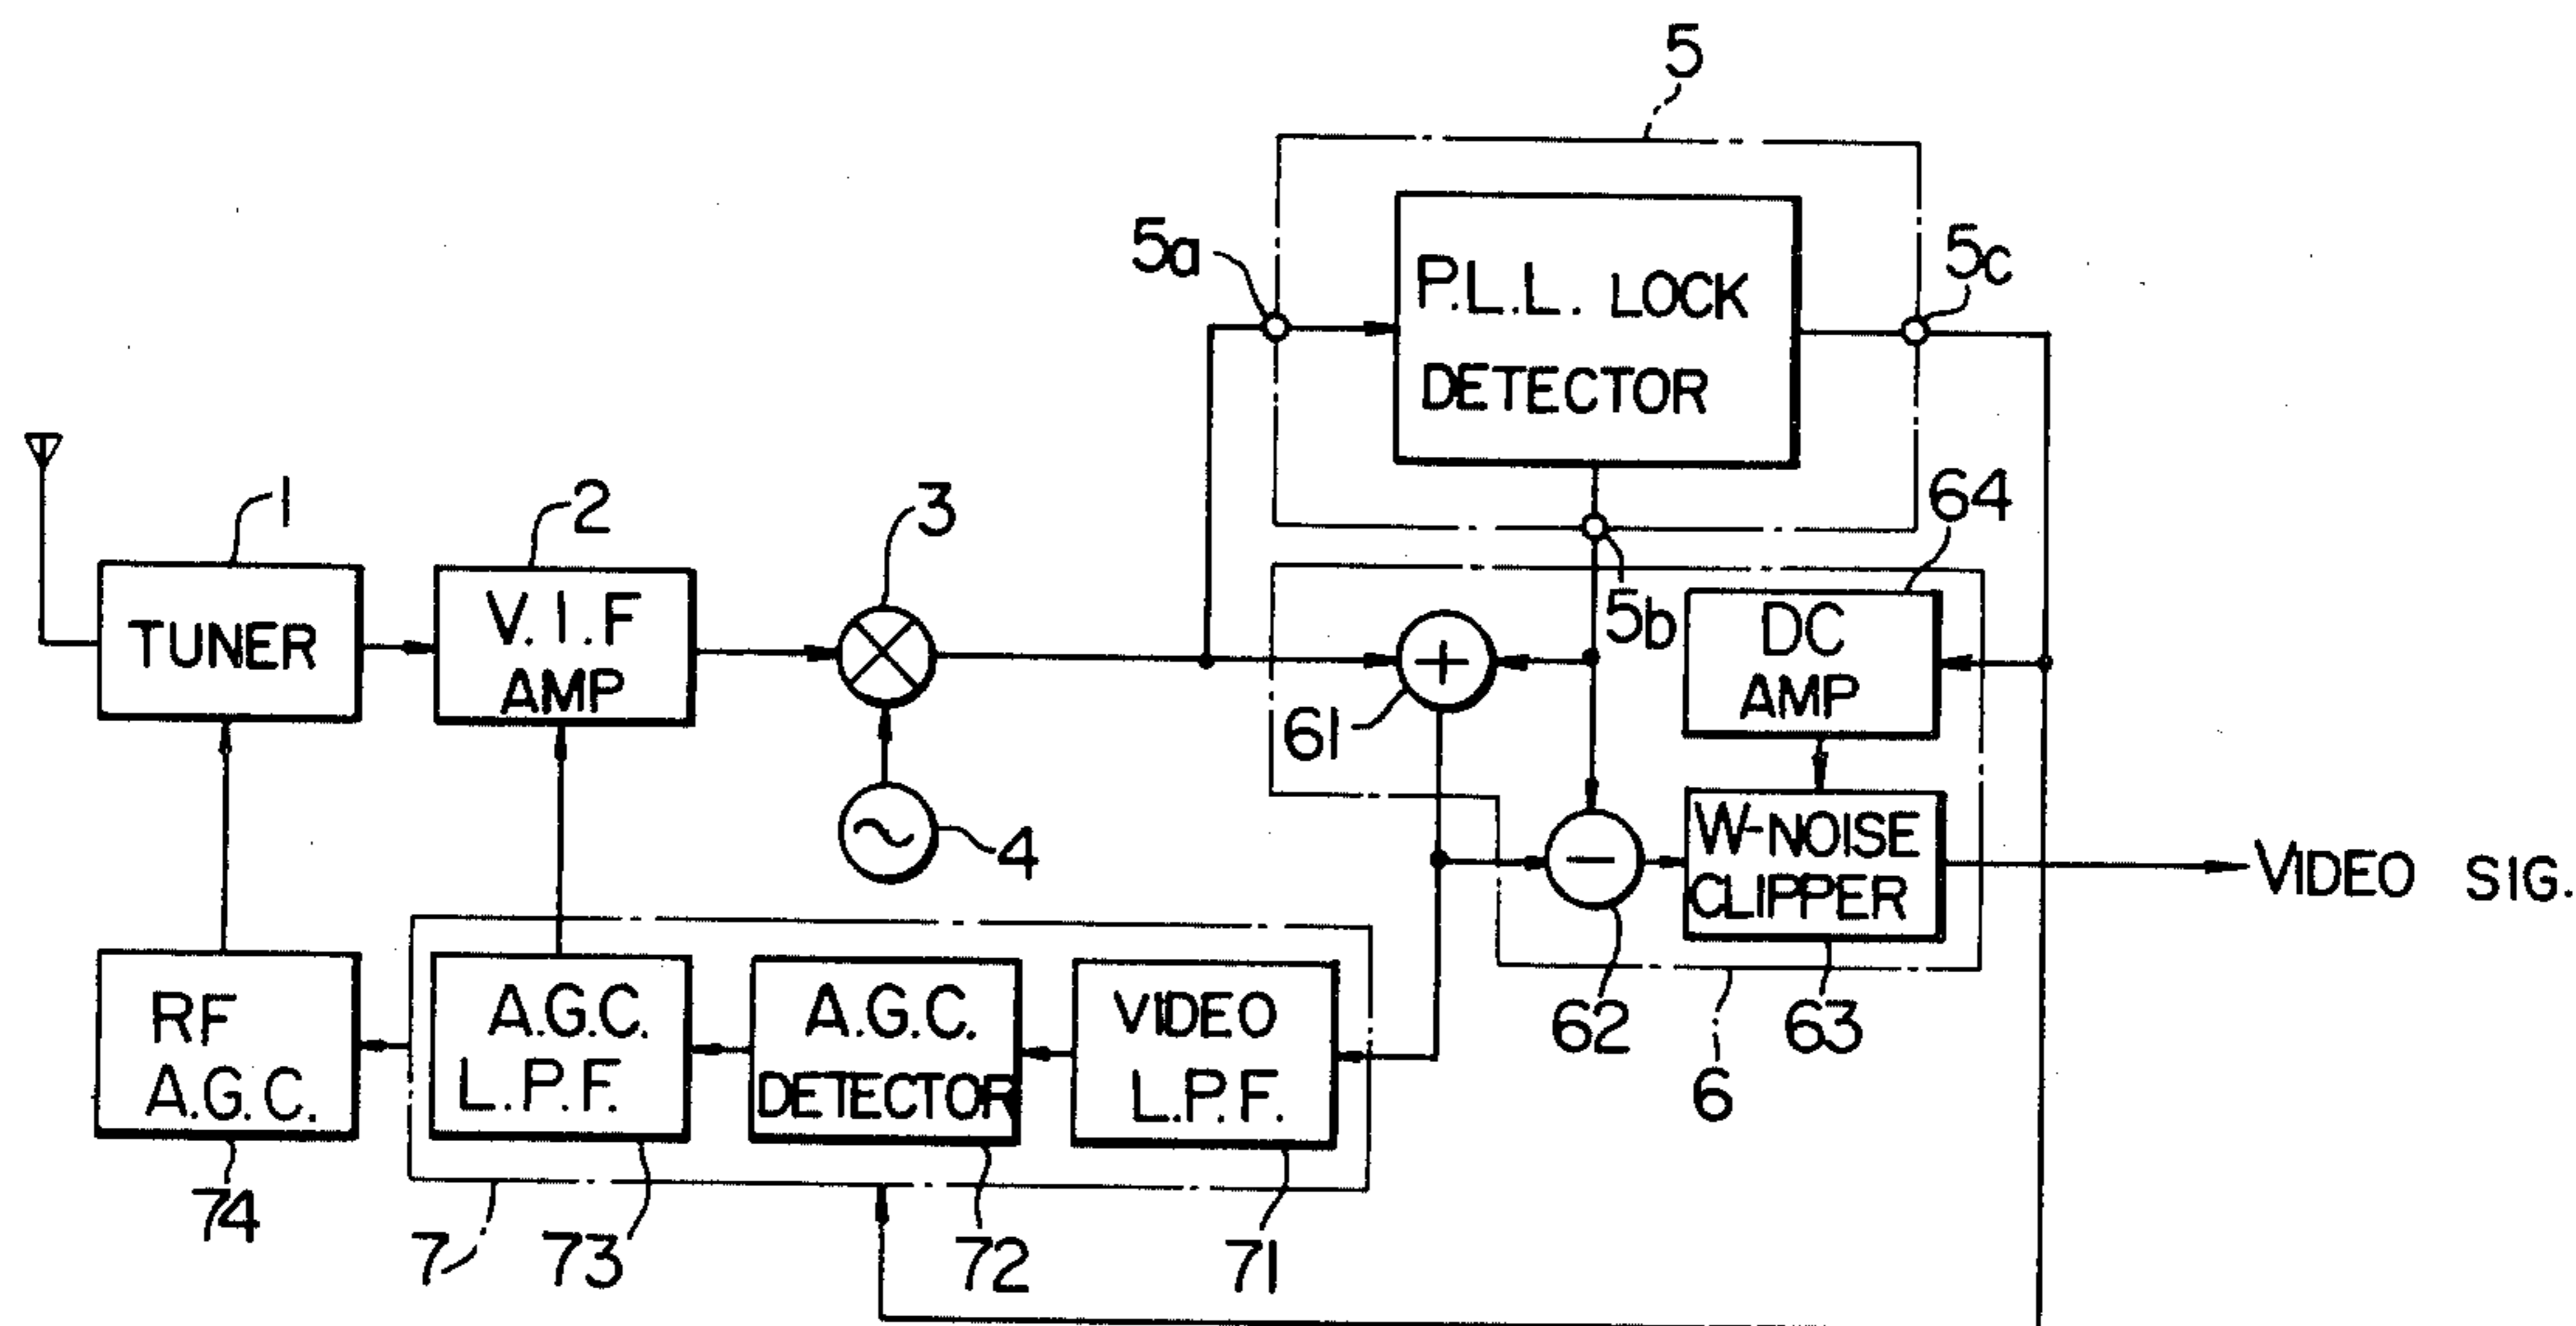 5
5a
P.L.L. LOCK
DETECTOR
5c
1
2
3
64
TUNER
V.I.F
AMP
5b
DC
AMP
61
4
W-NOISE
CLIPPER
VIDEO SIG.
RF
A.G.C.
A.G.C.
L.P.F.
A.G.C.
DETECTOR
VIDEO
L.P.F.
62
63
6
74
7
73
72
71